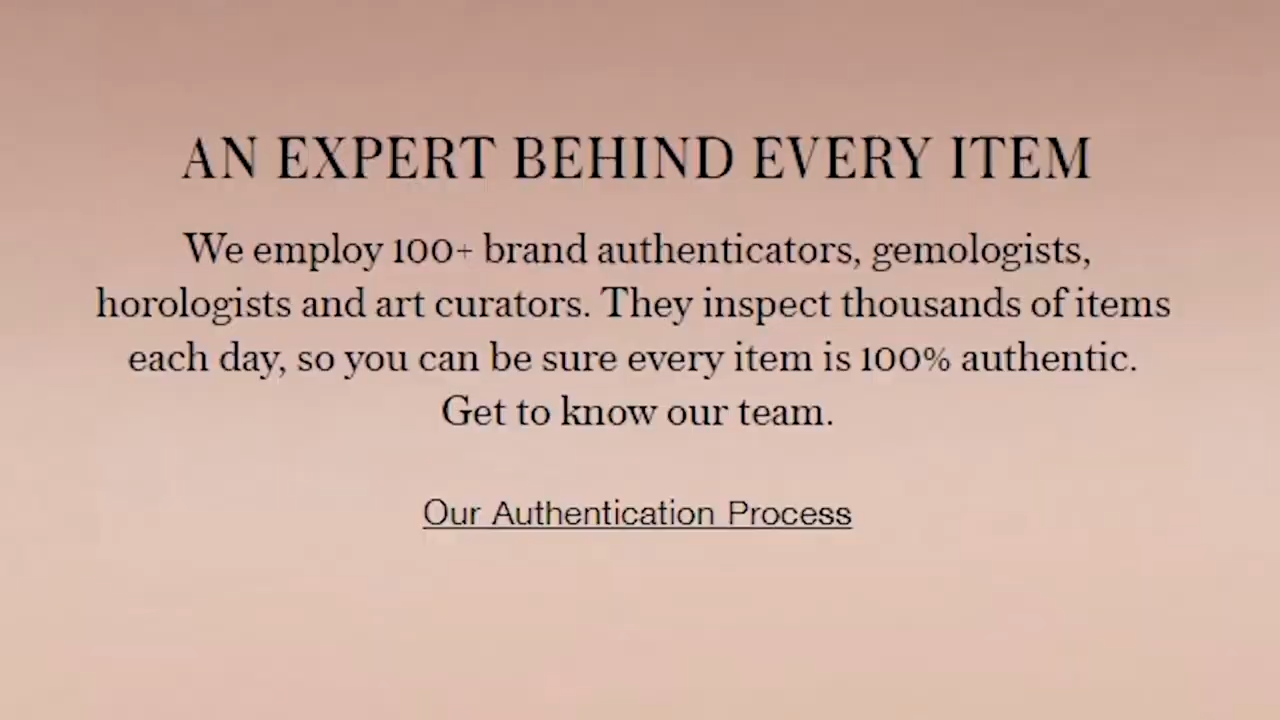 AN EXPERT BEHIND EVERY ITEM
We employ 100+ brand authenticators, gemologists,
horologists and art curators. They inspect thousands of items
each day, so you can be sure every item is 100% authentic.
Get to know our team.
Our Authentication Process